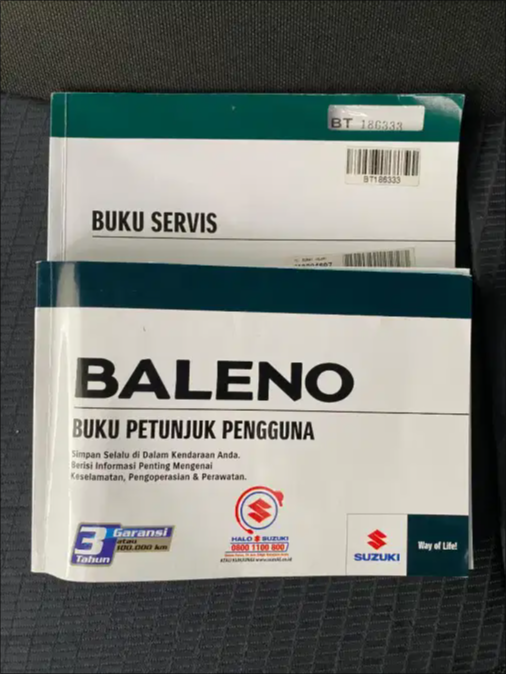 BT 186333
BT186333
BUKU SERVIS
BALENO
BUKU PETUNJUK PENGGUNA
Simpan Selalu di Dalam Kendaraan Anda.
Berisi Informasi Penting Mengenai
Keselamatan, Pengoperasian & Perawatan.
3 Tahun
Garansi
atau
100.000 km
HALO SUZUKI
0800 1100 800
SUZUKI
Way of Life!